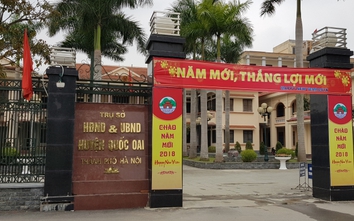 NĂM MỚI, THẮNG LỢI MỚI
TRỤ SỞ
HĐND & UBND
HUYỆN QUỐC OAI
THÀNH PHỐ HÀ NỘI
CHÀO
NĂM MỚI
2018
CHÀO
NĂM MỚI
2018